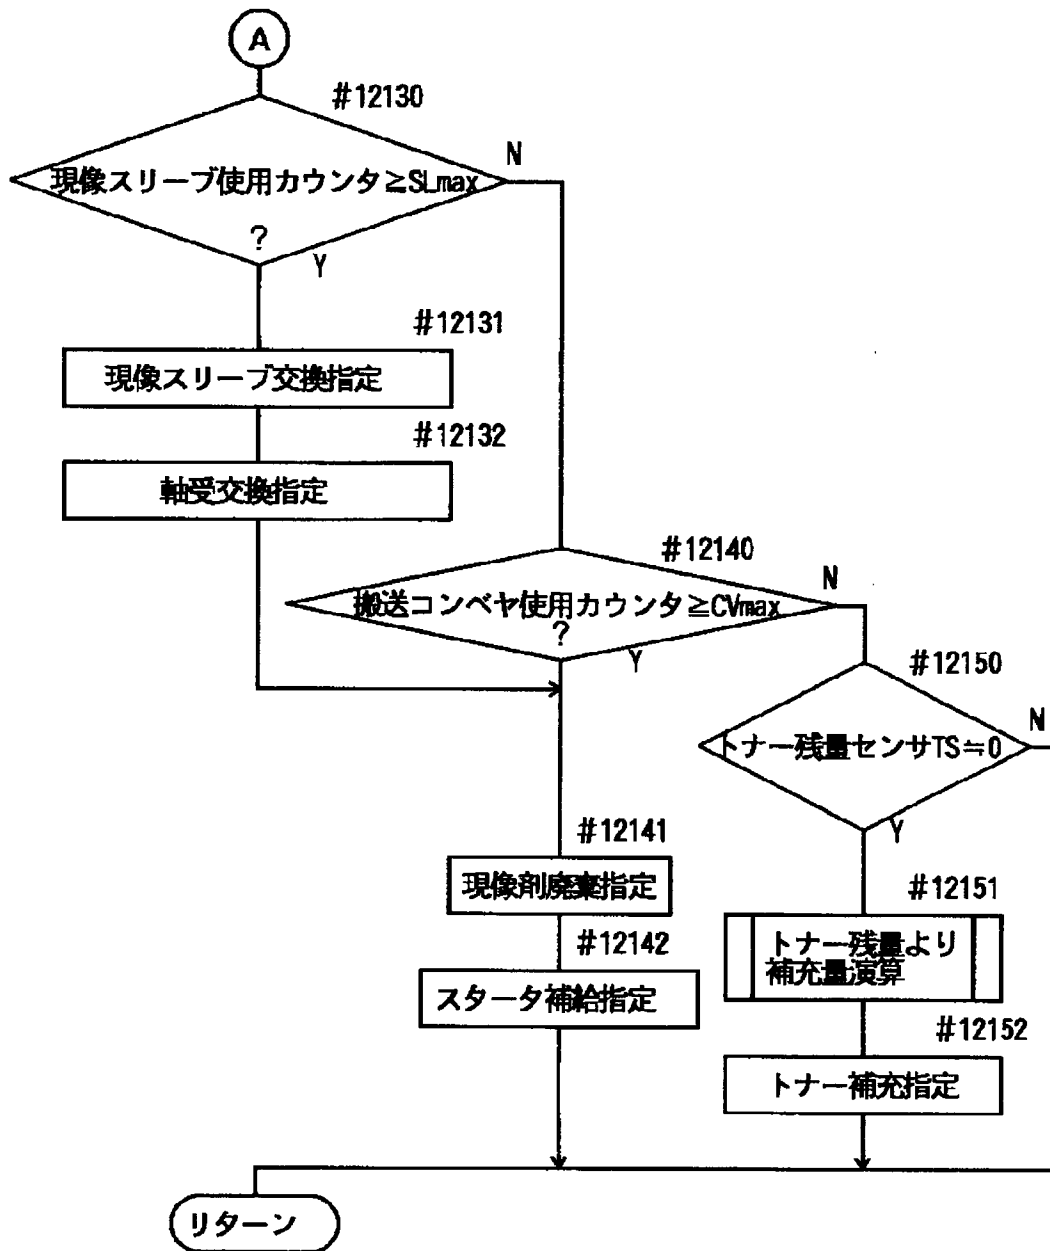 A
#12130
現像スリーブ使用カウンタ≧SLmax
?
N
Y
#12131
現像スリーブ交換指定
#12132
軸受交換指定
#12140
搬送コンベヤ使用カウンタ≧CVmax
?
N
Y
#12150
トナー残量センサTS≒0
N
Y
#12141
現像剤廃棄指定
#12142
スタータ補給指定
#12151
トナー残量より
補充量演算
#12152
トナー補充指定
リターン